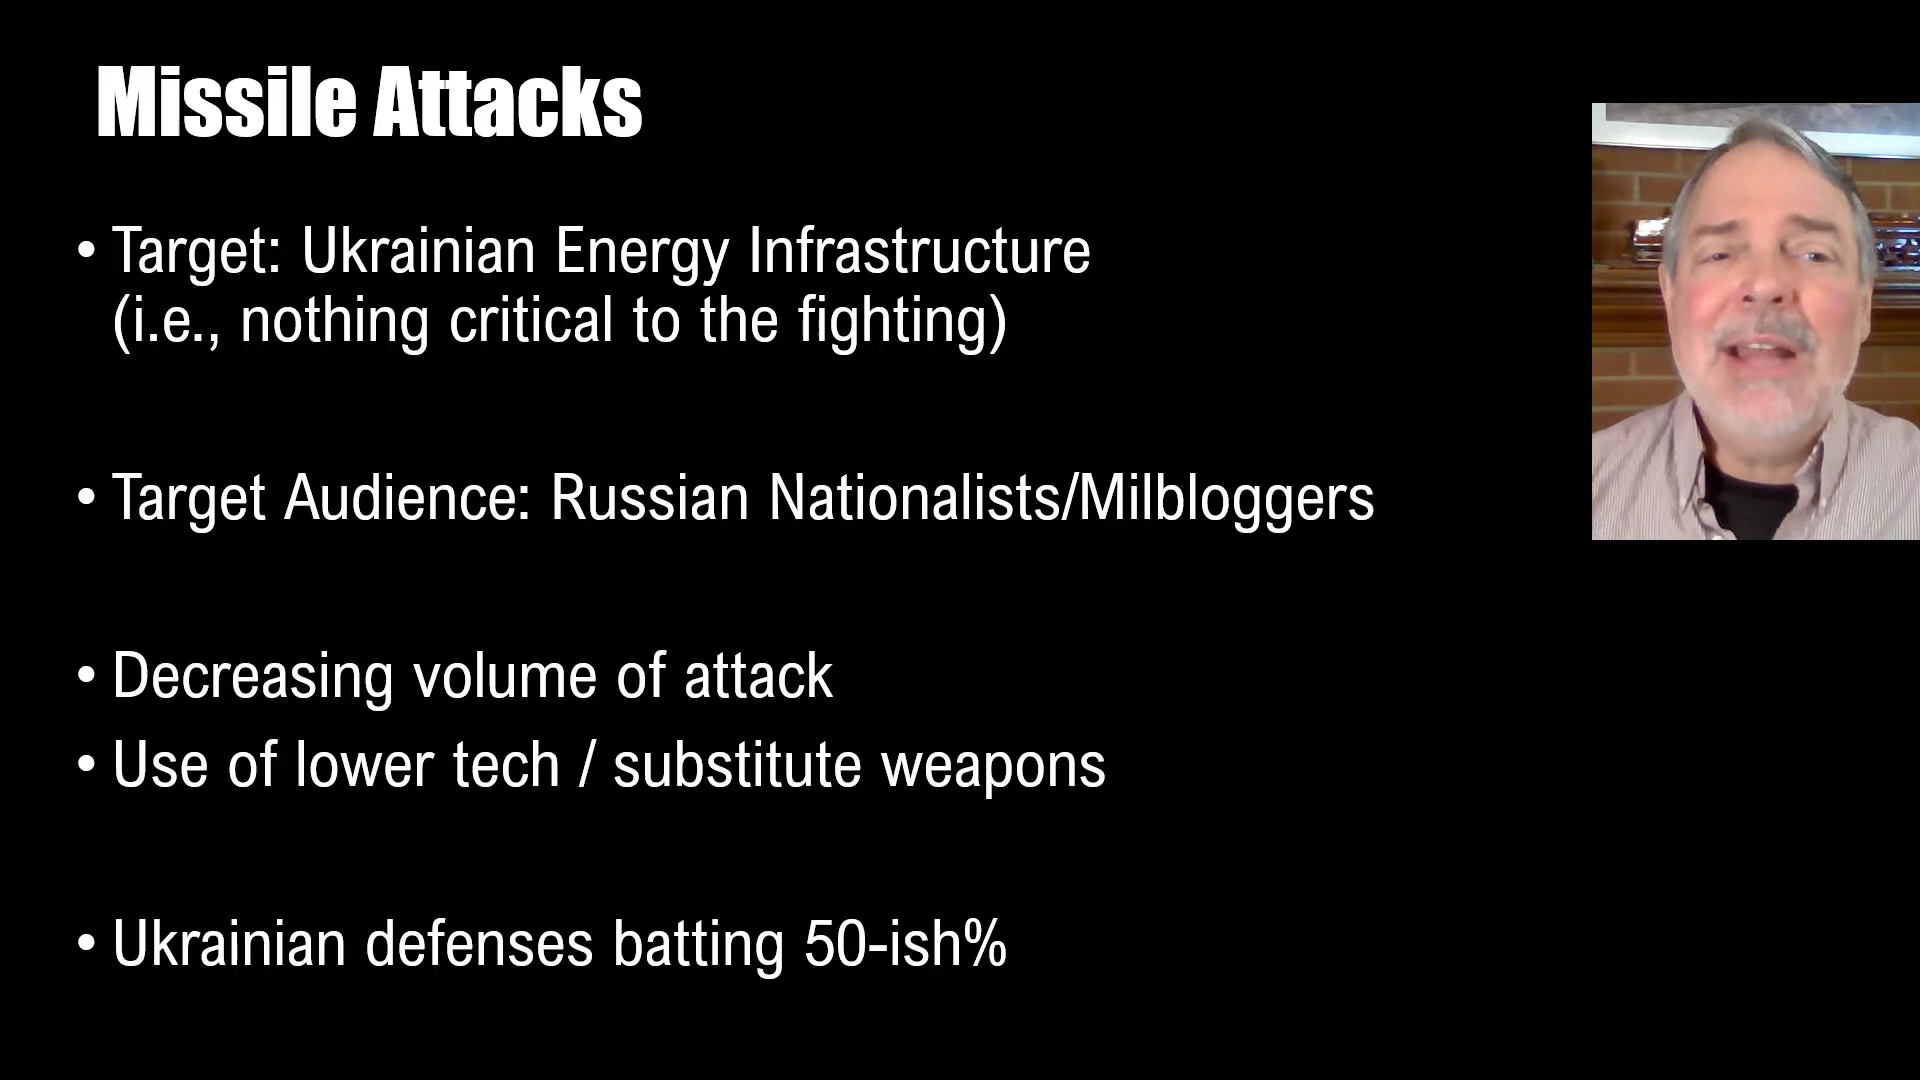 Missile Attacks
• Target: Ukrainian Energy Infrastructure
(i.e., nothing critical to the fighting)
• Target Audience: Russian Nationalists/Milbloggers
• Decreasing volume of attack
• Use of lower tech / substitute weapons
• Ukrainian defenses batting 50-ish%